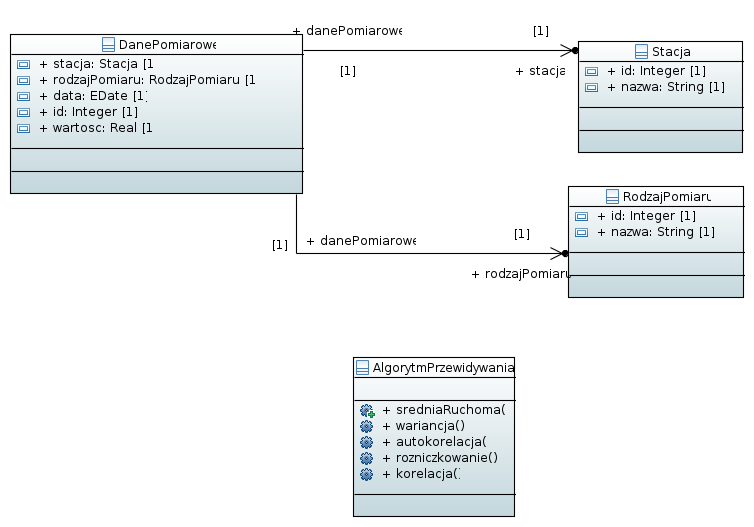 DanePomiarowe
+ stacja: Stacja [1
+ rodzajPomiaru: RodzajPomiaru [1
+ data: EDate [1]
+ id: Integer [1]
+ wartosc: Real [1
+ danePomiarowe
[1]
[1]
+ stacja
Stacja
+ id: Integer [1]
+ nazwa: String [1]
[1]
+ danePomiarowe
[1]
+ rodzajPomiaru
RodzajPomiaru
+ id: Integer [1]
+ nazwa: String [1]
AlgorytmPrzewidywania
+ sredniaRuchoma(
+ wariancja()
+ autokorelacja(
+ rozniczkowanie()
+ korelacja()